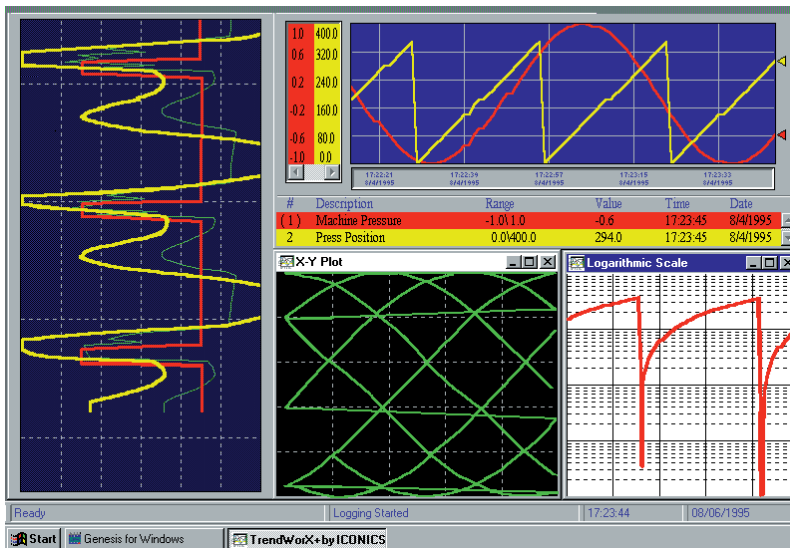 1.0 400.0
0.6 320.0
0.2 240.0
-0.2 160.0
-0.6 80.0
-1.0 0.0
17:22:21 17:22:39 17:22:57 17:23:15 17:23:33
8/4/1995 8/4/1995 8/4/1995 8/4/1995 8/4/1995
# Description Range Value Time Date
(1) Machine Pressure -1.0\1.0 -0.6 17:23:45 8/4/1995
2 Press Position 0.0\400.0 294.0 17:23:45 8/4/1995
X-Y Plot
Logarithmic Scale
Ready Logging Started 17:23:44 08/06/1995
Start Genesis for Windows TrendWorX+ by ICONICS